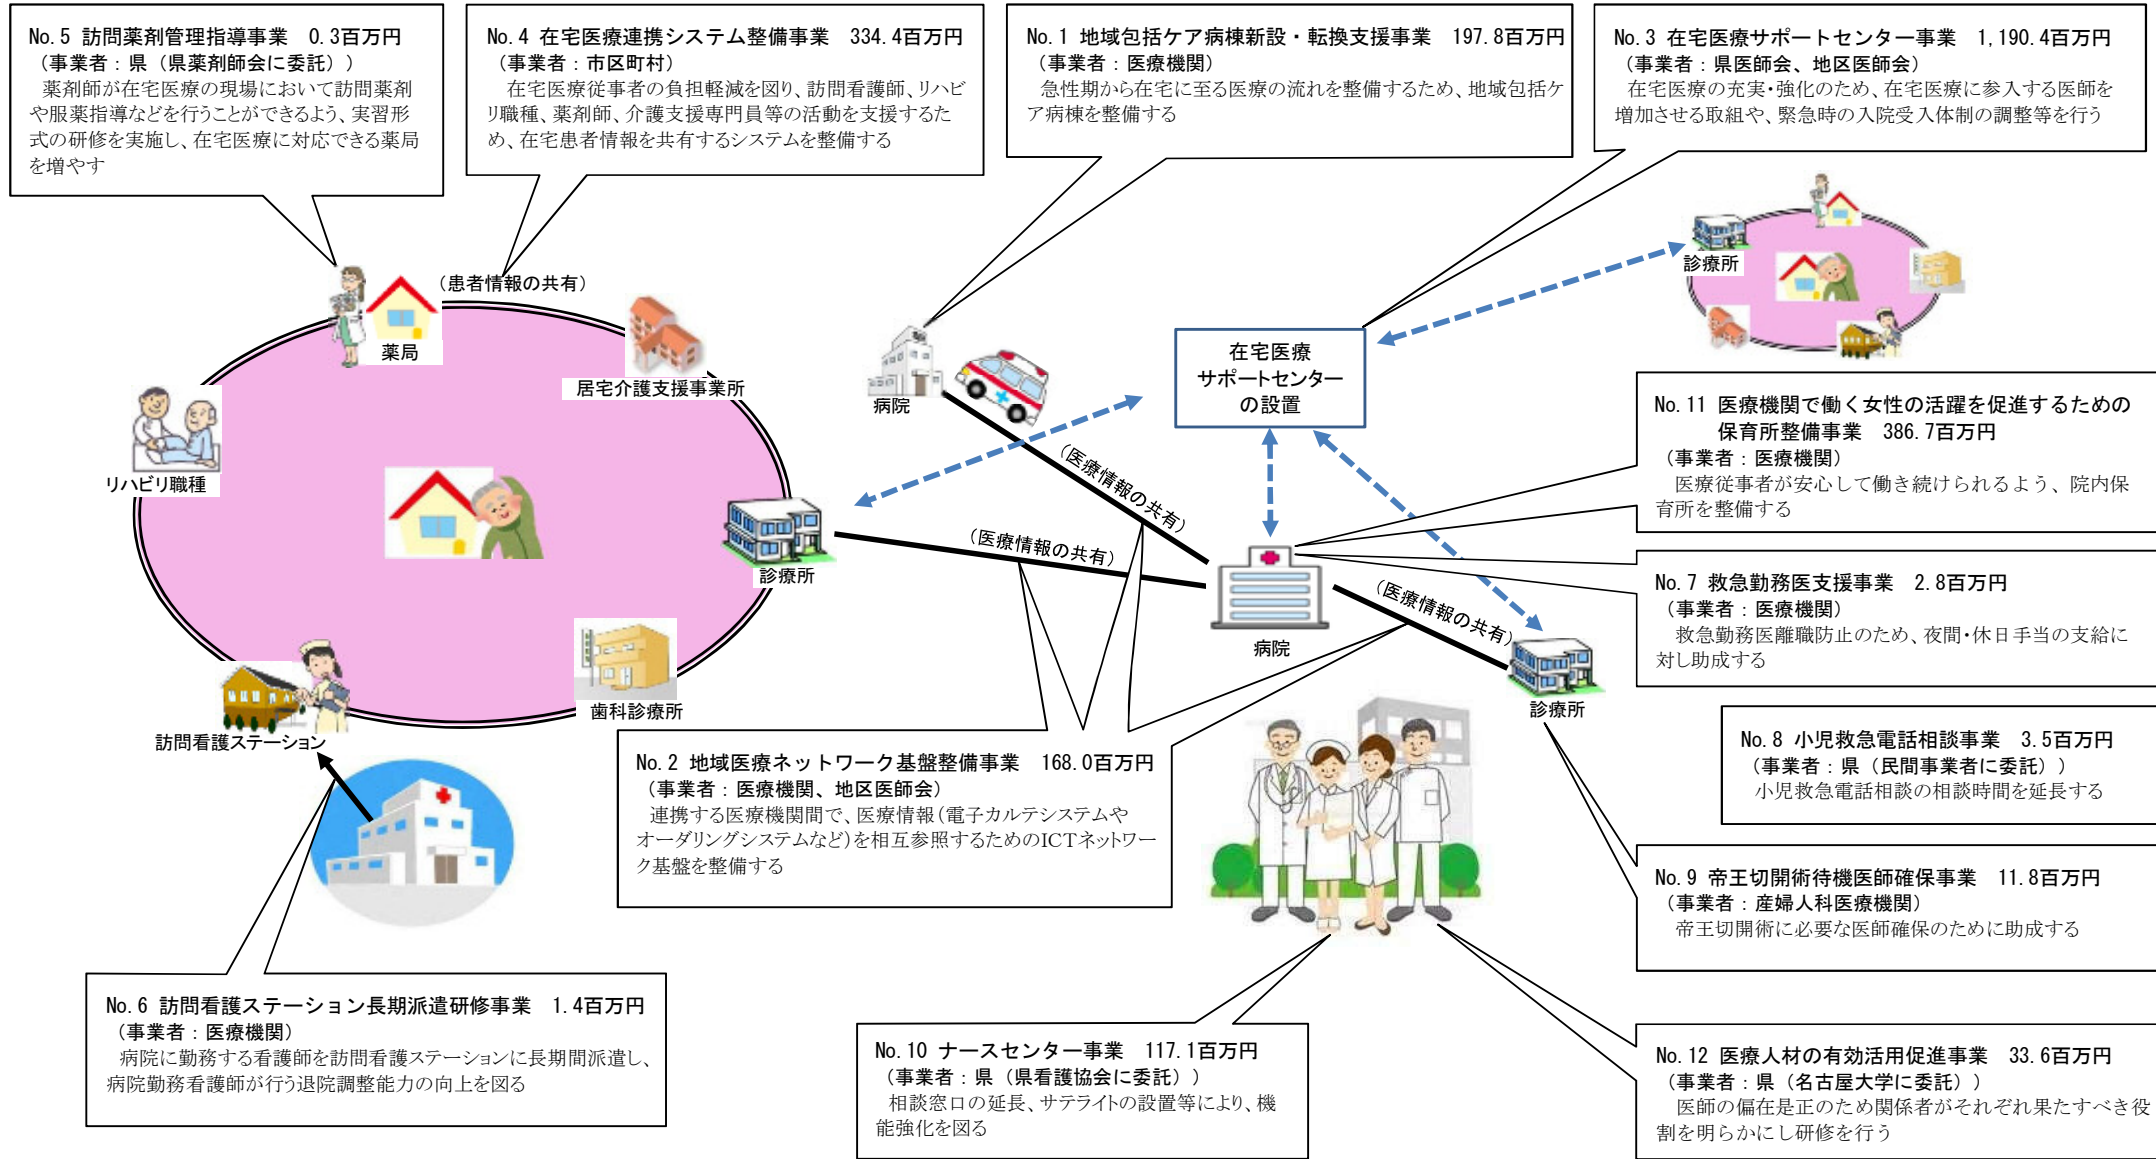 No.5 訪問薬剤管理指導事業　0.3百万円
（事業者：県（県薬剤師会に委託））
薬剤師が在宅医療の現場において訪問薬剤
や服薬指導などを行うことができるよう、実習形
式の研修を実施し、在宅医療に対応できる薬局
を増やす
No.4 在宅医療連携システム整備事業　334.4百万円
（事業者：市区町村）
在宅医療従事者の負担軽減を図り、訪問看護師、リハビ
リ職種、薬剤師、介護支援専門員等の活動を支援するた
め、在宅患者情報を共有するシステムを整備する
No.1 地域包括ケア病棟新設・転換支援事業　197.8百万円
（事業者：医療機関）
急性期から在宅に至る医療の流れを整備するため、地域包括ケ
ア病棟を整備する
No.3 在宅医療サポートセンター事業　1,190.4百万円
（事業者：県医師会、地区医師会）
在宅医療の充実・強化のため、在宅医療に参入する医師を
増加させる取組や、緊急時の入院受入体制の調整等を行う
（患者情報の共有）
薬局
居宅介護支援事業所
リハビリ職種
診療所
歯科診療所
訪問看護ステーション
病院
（医療情報の共有）
（医療情報の共有）
在宅医療
サポートセンター
の設置
診療所
病院
（医療情報の共有）
診療所
No.11 医療機関で働く女性の活躍を促進するための
保育所整備事業　386.7百万円
（事業者：医療機関）
医療従事者が安心して働き続けられるよう、院内保
育所を整備する
No.7 救急勤務医支援事業　2.8百万円
（事業者：医療機関）
救急勤務医離職防止のため、夜間・休日手当の支給に
対し助成する
No.8 小児救急電話相談事業　3.5百万円
（事業者：県（民間事業者に委託））
小児救急電話相談の相談時間を延長する
No.2 地域医療ネットワーク基盤整備事業　168.0百万円
（事業者：医療機関、地区医師会）
連携する医療機関間で、医療情報（電子カルテシステムや
オーダリングシステムなど）を相互参照するためのICTネットワー
ク基盤を整備する
No.9 帝王切開術待機医師確保事業　11.8百万円
（事業者：産婦人科医療機関）
帝王切開術に必要な医師確保のために助成する
No.6 訪問看護ステーション長期派遣研修事業　1.4百万円
（事業者：医療機関）
病院に勤務する看護師を訪問看護ステーションに長期間派遣し、
病院勤務看護師が行う退院調整能力の向上を図る
No.10 ナースセンター事業　117.1百万円
（事業者：県（県看護協会に委託））
相談窓口の延長、サテライトの設置等により、機
能強化を図る
No.12 医療人材の有効活用促進事業　33.6百万円
（事業者：県（名古屋大学に委託））
医師の偏在是正のため関係者がそれぞれ果たすべき役
割を明らかにし研修を行う